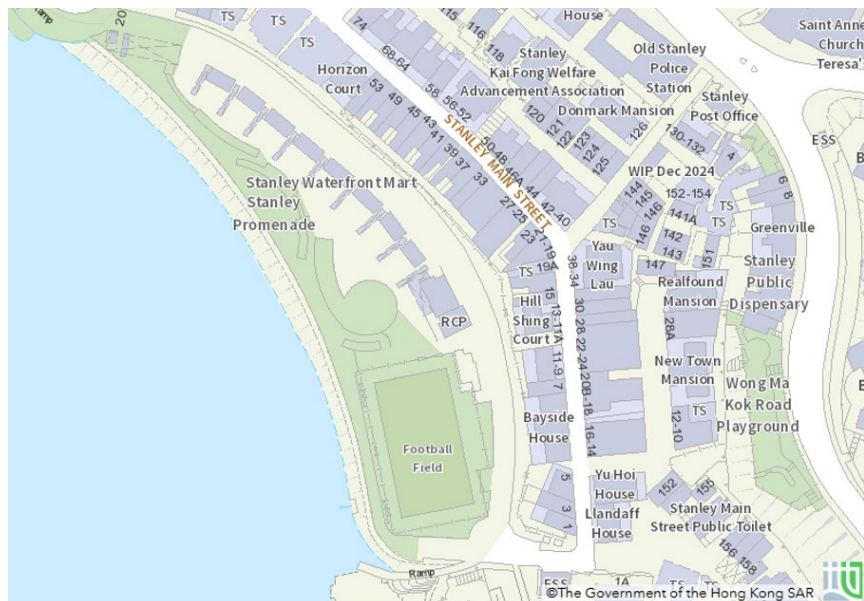 Ramp
20
TS
TS
74
115
116
118
House
Saint Anne
Church
Teresa's
68-64
Horizon
Court
58
56-52
Stanley
Kai Fong Welfare
Advancement Association
Old Stanley
Police
Station
53
49
45
43
41
39
37
33
STANLEY MAIN STREET
50-48
46A
44
42-40
120
121
122
123
124
125
126
Donmark Mansion
130-132
Stanley
Post Office
4
ESS
WIP Dec 2024
Stanley Waterfront Mart
Stanley
Promenade
27-25
23
21-19
TS
144
145
146
146
152-154
141A
142
143
147
151
TS
6
8
Greenville
Stanley
Public
Dispensary
TS
19A
38-34
Yau
Wing
Lau
RCP
Hill
Shing
Court
15
13-11A
11-9
7
30
28
22-24
20B-18
16-14
Realfound
Mansion
28A
New Town
Mansion
12-10
TS
Wong Ma
Kok Road
Playground
Football
Field
Bayside
House
5
3
1
Yu Hoi
House
Llandaff
House
152
155
Stanley Main
Street Public Toilet
156
158
Ramp
ESS
1A
TS
TS
©The Government of the Hong Kong SAR